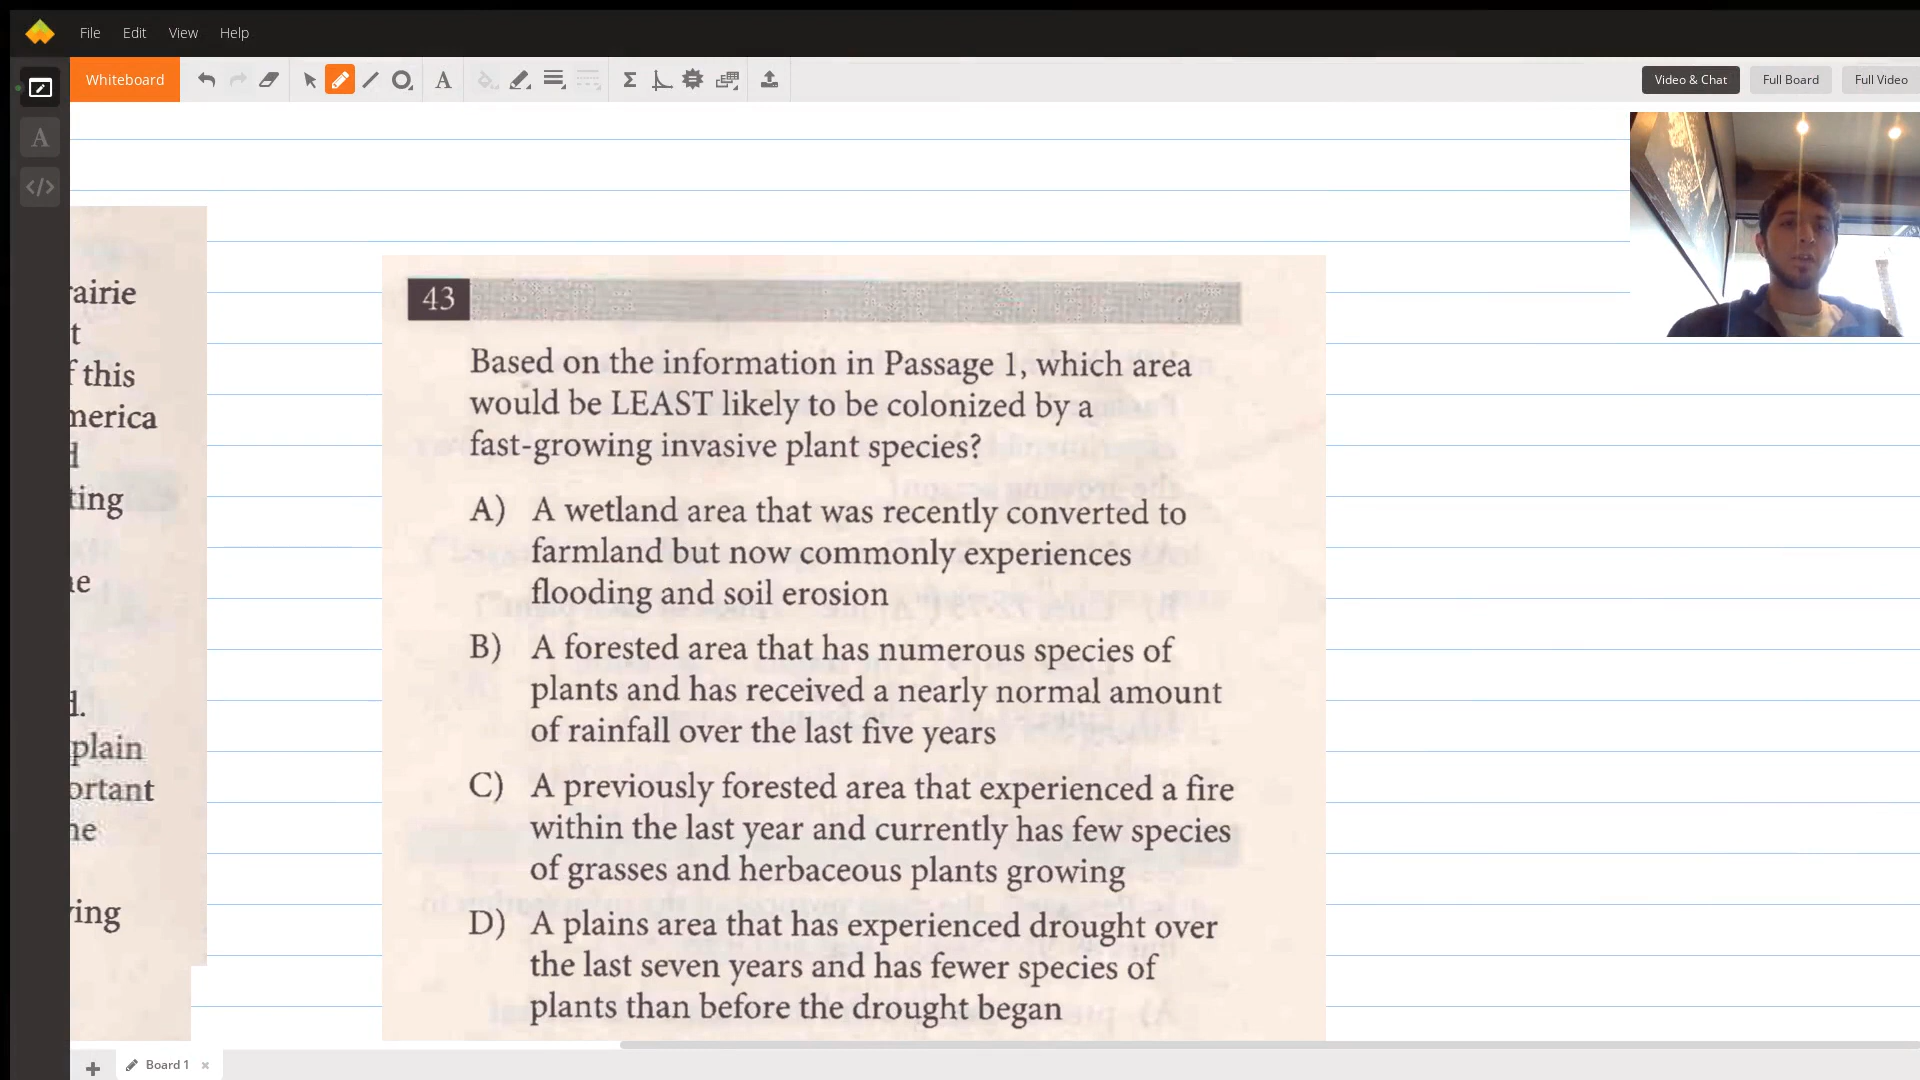 File Edit View Help
Whiteboard
A
Σ
Video & Chat Full Board Full Video
A
</>
airie
t
f this
merica
d
ting
he
d.
plain
ortant
he
ving
43
Based on the information in Passage 1, which area
would be LEAST likely to be colonized by a
fast-growing invasive plant species?
A) A wetland area that was recently converted to
farmland but now commonly experiences
flooding and soil erosion
B) A forested area that has numerous species of
plants and has received a nearly normal amount
of rainfall over the last five years
C) A previously forested area that experienced a fire
within the last year and currently has few species
of grasses and herbaceous plants growing
D) A plains area that has experienced drought over
the last seven years and has fewer species of
plants than before the drought began
+ Board 1 ×